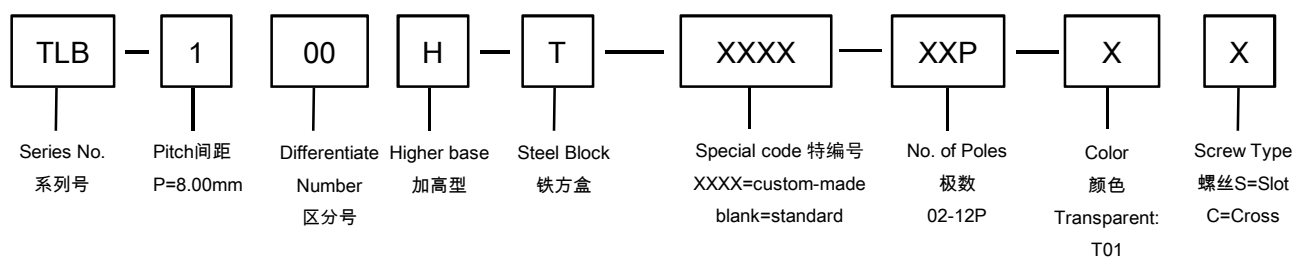 TLB - 1 00 H - T - XXXX - XXP - X X
Series No. Pitch间距 Differentiate Higher base Steel Block Special code 特编号 No. of Poles Color Screw Type
系列号 P=8.00mm Number 加高型 铁方盒 XXXX=custom-made 极数 颜色 螺丝S=Slot
区分号 blank=standard 02-12P Transparent: C=Cross
T01